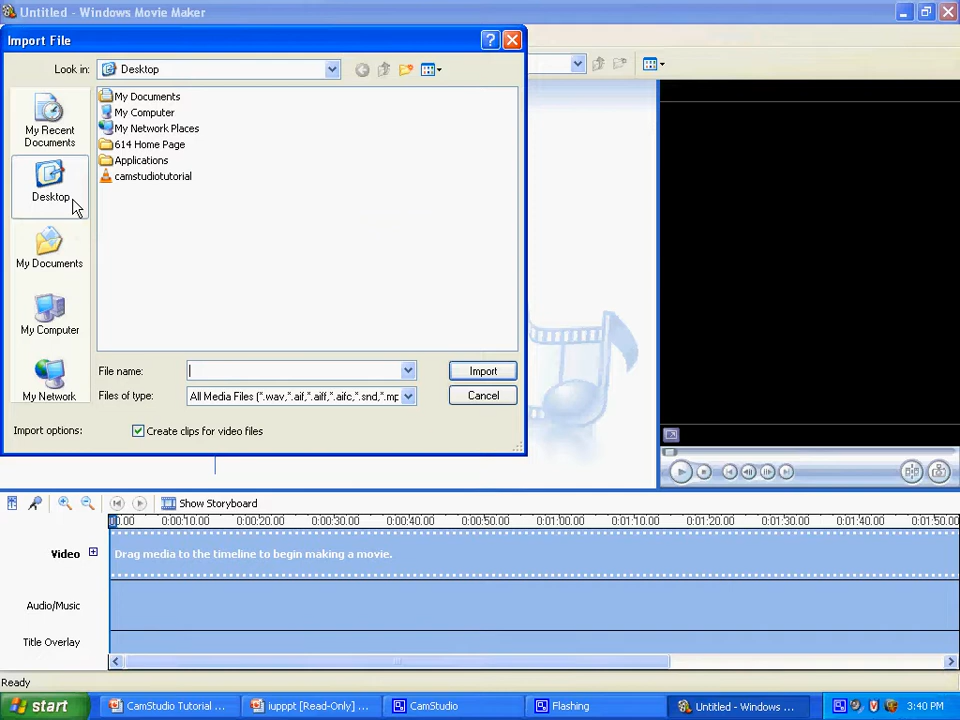 Untitled - Windows Movie Maker
Import File
Look in:
Desktop
My Recent
Documents
Desktop
My Documents
My Computer
My Network
My Documents
My Computer
My Network Places
614 Home Page
Applications
camstudiotutorial
File name:
Import
Files of type:
All Media Files (*.wav,*.aif,*.aiff,*.aifc,*.snd,*.mp
Cancel
Import options:
Create clips for video files
Show Storyboard
00.00 0:00:10.00 0:00:20.00 0:00:30.00 0:00:40.00 0:00:50.00 0:01:00.00 0:01:10.00 0:01:20.00 0:01:30.00 0:01:40.00 0:01:50.00
Video
Drag media to the timeline to begin making a movie.
Audio/Music
Title Overlay
Ready
start
CamStudio Tutorial ...
iupppt [Read-Only] ...
CamStudio
Flashing
Untitled - Windows ...
3:40 PM